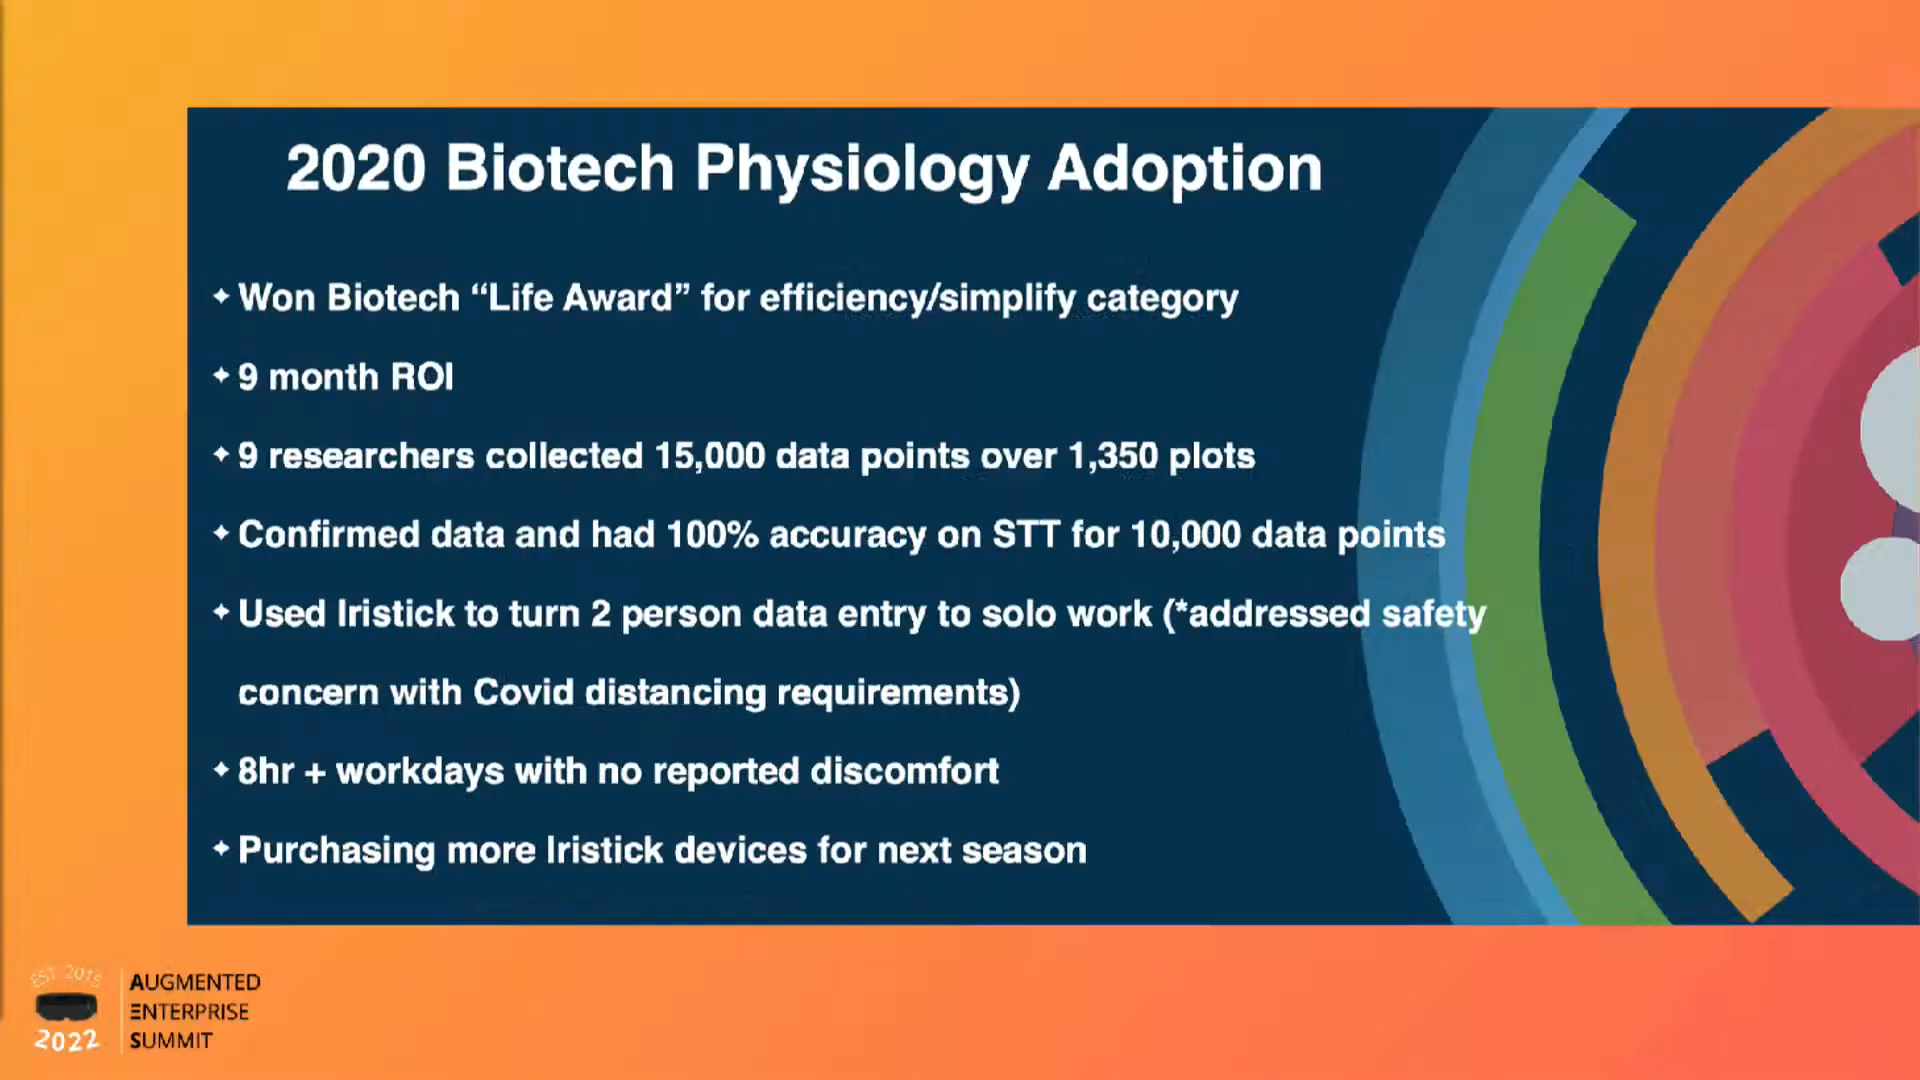 2020 Biotech Physiology Adoption
✦ Won Biotech “Life Award” for efficiency/simplify category
✦ 9 month ROI
✦ 9 researchers collected 15,000 data points over 1,350 plots
✦ Confirmed data and had 100% accuracy on STT for 10,000 data points
✦ Used Iristick to turn 2 person data entry to solo work (*addressed safety
concern with Covid distancing requirements)
✦ 8hr + workdays with no reported discomfort
✦ Purchasing more Iristick devices for next season
EST 2015
2022
AUGMENTED
ENTERPRISE
SUMMIT